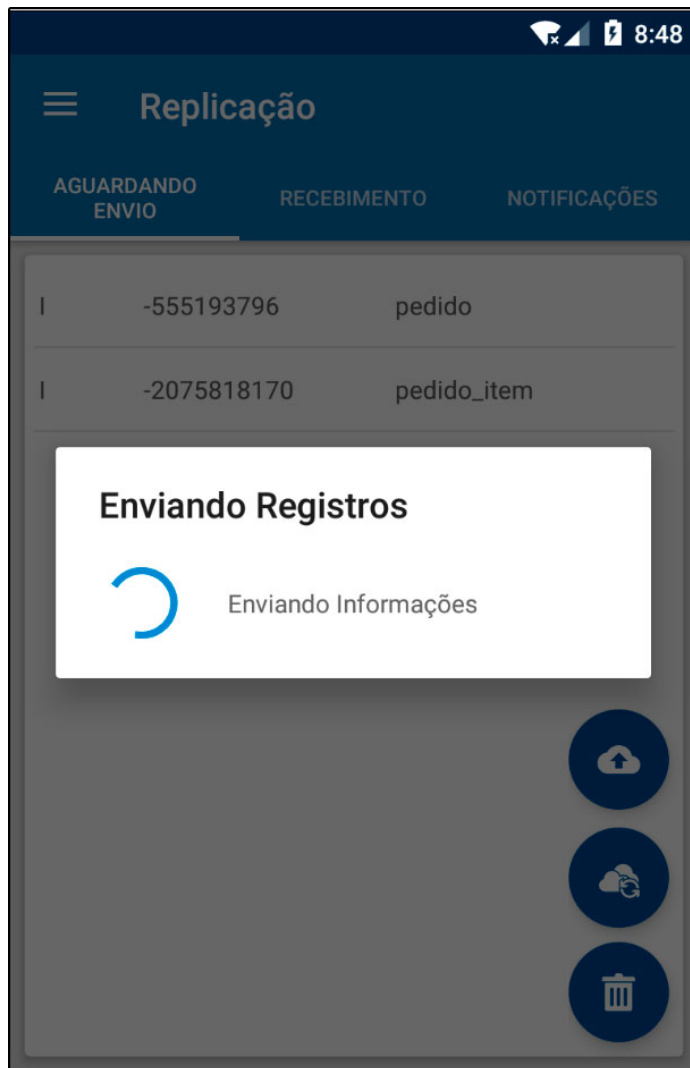 8:48
Replicação
AGUARDANDO
ENVIO
RECEBIMENTO
NOTIFICAÇÕES
I -555193796 pedido
I -2075818170 pedido_item
Enviando Registros
Enviando Informações